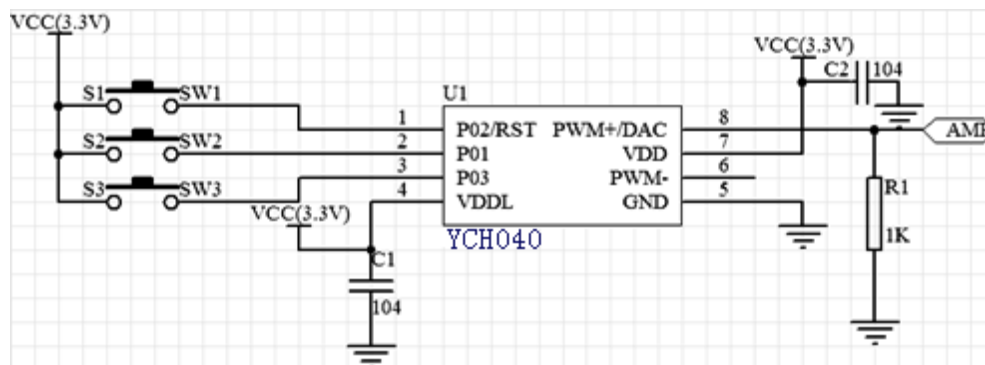 VCC(3.3V)
S1 SW1
S2 SW2
S3 SW3
VCC(3.3V)
C1
104
U1
1 P02/RST PWM+/DAC 8
2 P01 VDD 7
3 P03 PWM- 6
4 VDDL GND 5
YCH040
VCC(3.3V)
C2 104
R1
1K